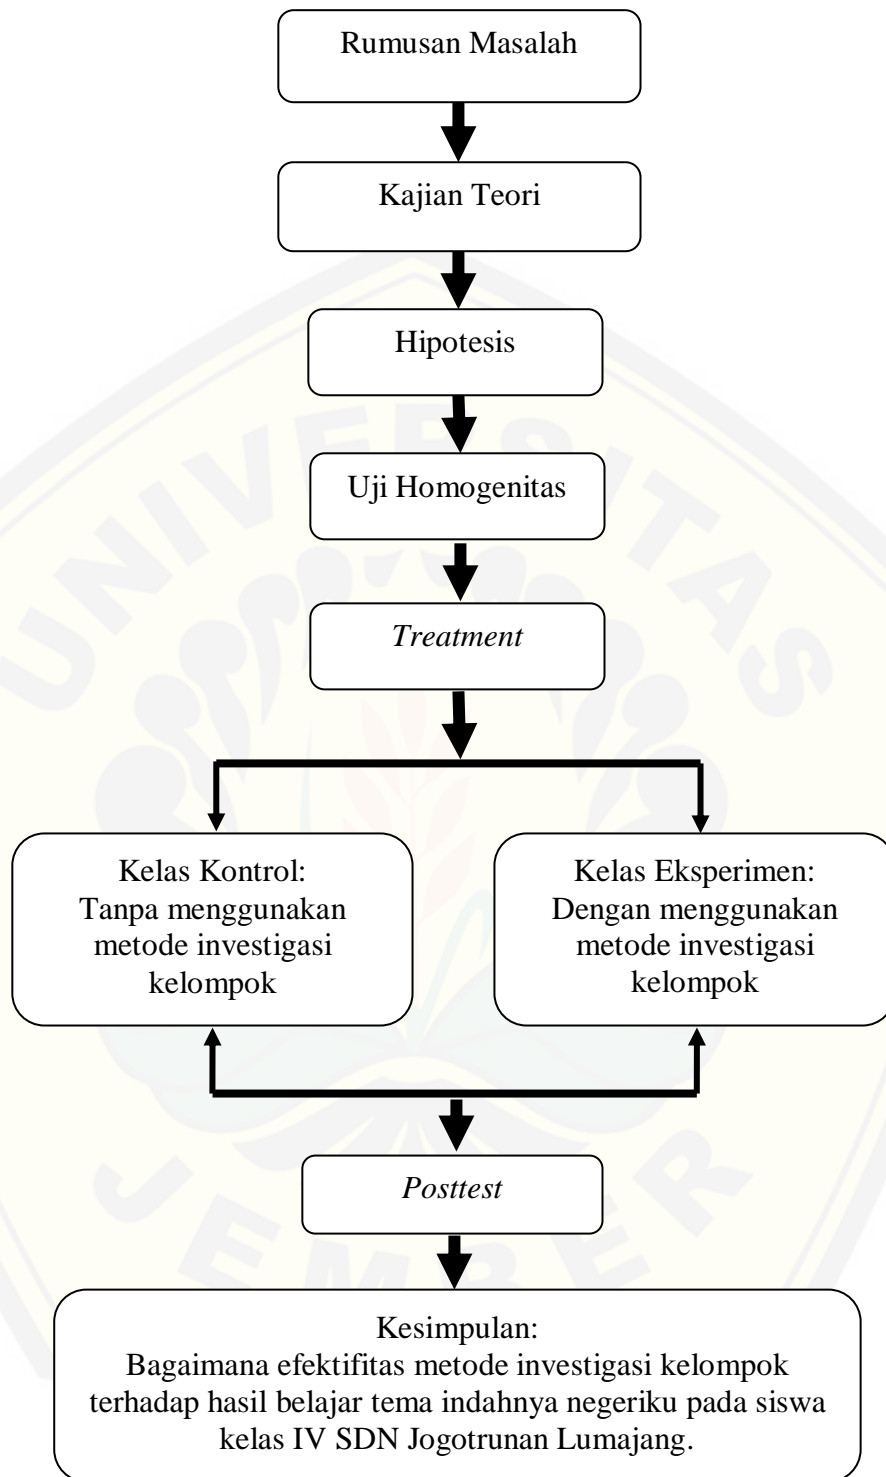 Rumusan Masalah
Kajian Teori
Hipotesis
Uji Homogenitas
Treatment
Kelas Kontrol:
Tanpa menggunakan
metode investigasi
kelompok
Kelas Eksperimen:
Dengan menggunakan
metode investigasi
kelompok
Posttest
Kesimpulan:
Bagaimana efektifitas metode investigasi kelompok
terhadap hasil belajar tema indahnya negeriku pada siswa
kelas IV SDN Jogotrunan Lumajang.
UNIVERSITAS
JEMBER